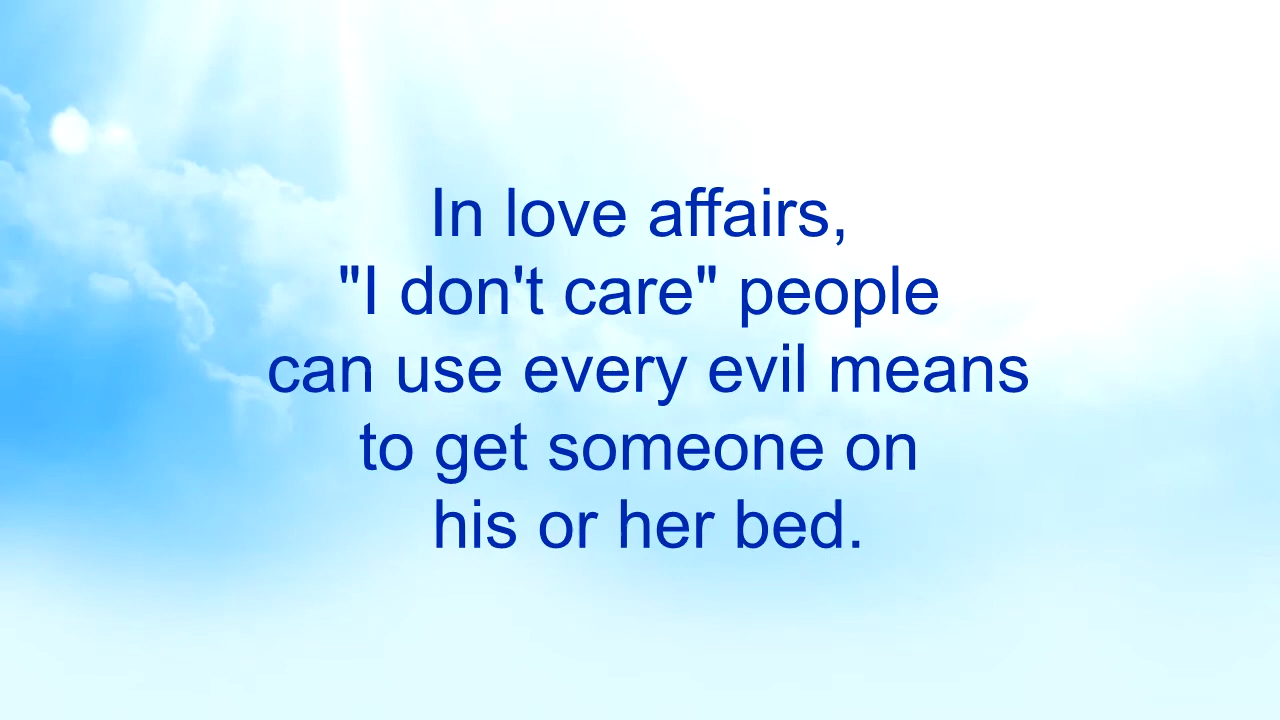 In love affairs,
"I don't care" people
can use every evil means
to get someone on
his or her bed.